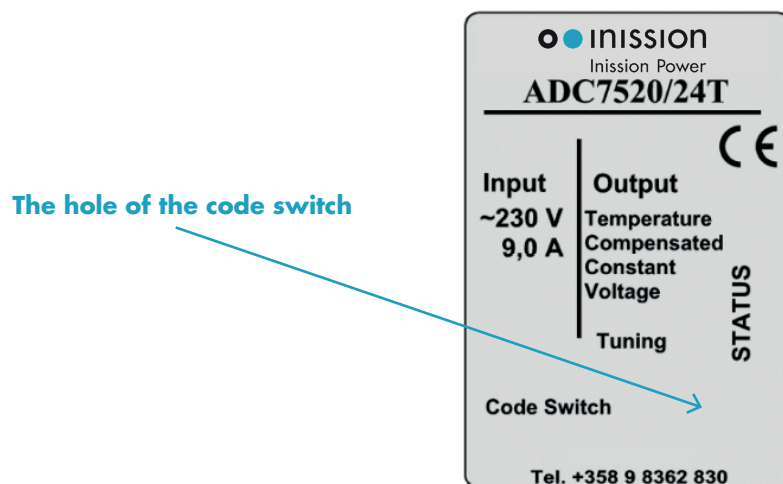 inission
Inission Power
ADC7520/24T
CE
Input
~230 V
9,0 A
Output
Temperature
Compensated
Constant
Voltage
Tuning
STATUS
The hole of the code switch
Code Switch
Tel. +358 9 8362 830